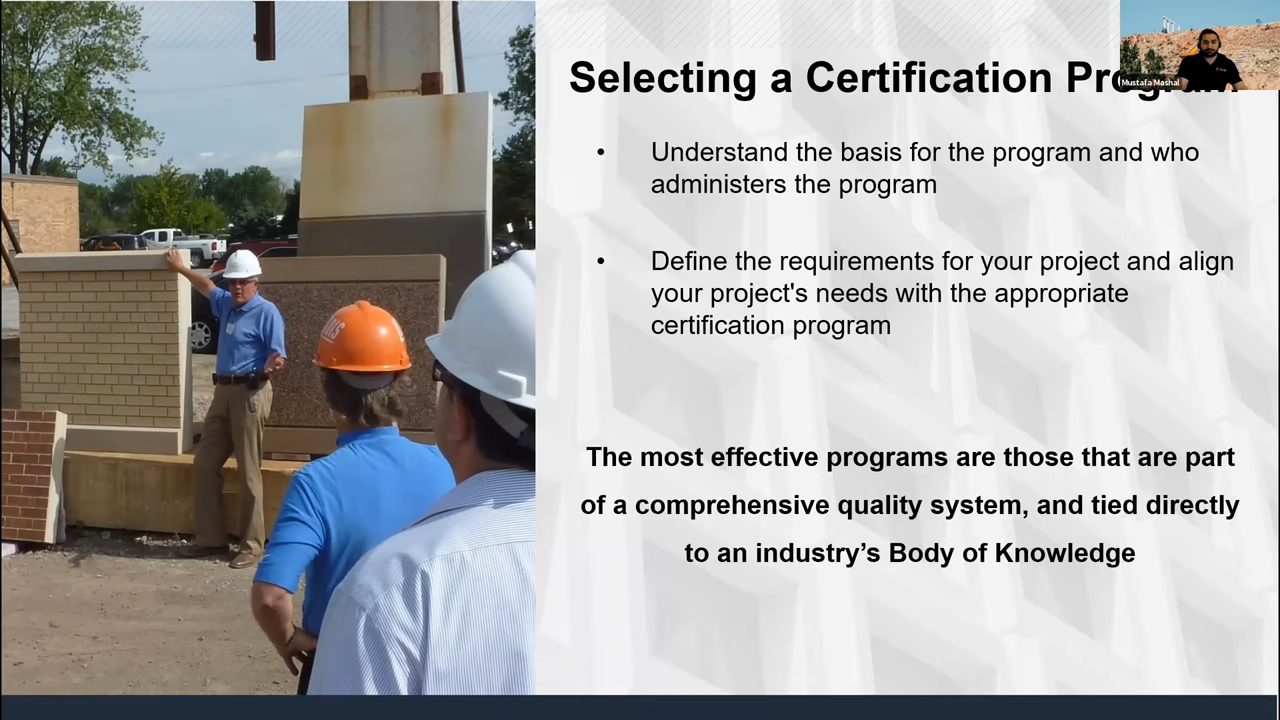 Selecting a Certification Program
Mustafa Mashal
• Understand the basis for the program and who
administers the program
• Define the requirements for your project and align
your project's needs with the appropriate
certification program
The most effective programs are those that are part
of a comprehensive quality system, and tied directly
to an industry’s Body of Knowledge